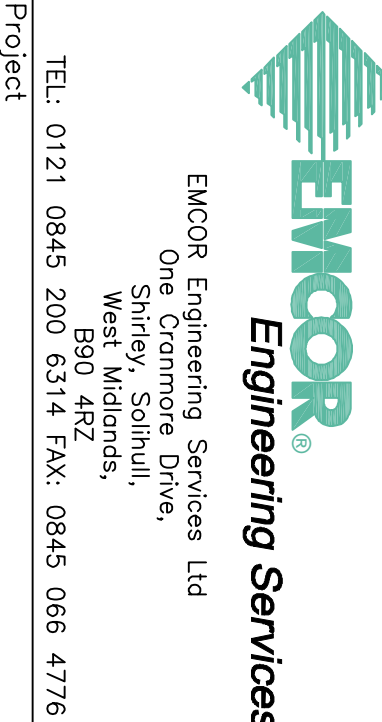 EMCOR®
Engineering Services
EMCOR Engineering Services Ltd
One Cranmore Drive,
Shirley, Solihull,
West Midlands,
B90 4RZ
TEL: 0121 0845 200 6314 FAX: 0845 066 4776
Project